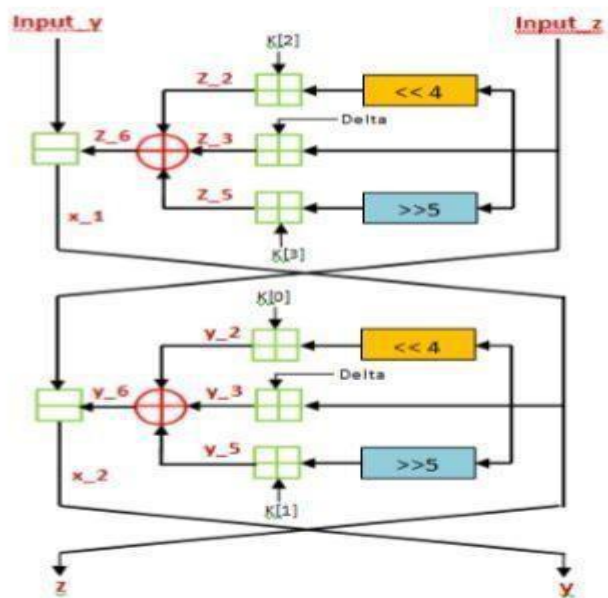 Input_y Input_z
K[2]
Z_2 << 4
Delta
Z_6 Z_3
Z_5 >>5
x_1
K[3]
K[0]
y_2 << 4
Delta
y_6 y_3
y_5 >>5
x_2
K[1]
z y